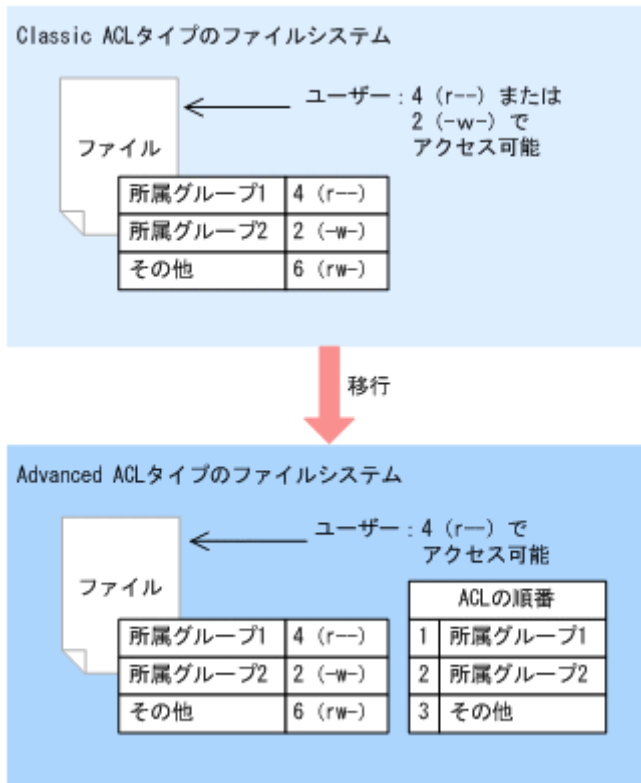 Classic ACLタイプのファイルシステム
ユーザー：4（r--）または
2（-w-）で
アクセス可能
ファイル
所属グループ1 4（r--）
所属グループ2 2（-w-）
その他 6（rw-）
移行
Advanced ACLタイプのファイルシステム
ユーザー：4（r--）で
アクセス可能
ファイル
所属グループ1 4（r--）
所属グループ2 2（-w-）
その他 6（rw-）
ACLの順番
1 所属グループ1
2 所属グループ2
3 その他